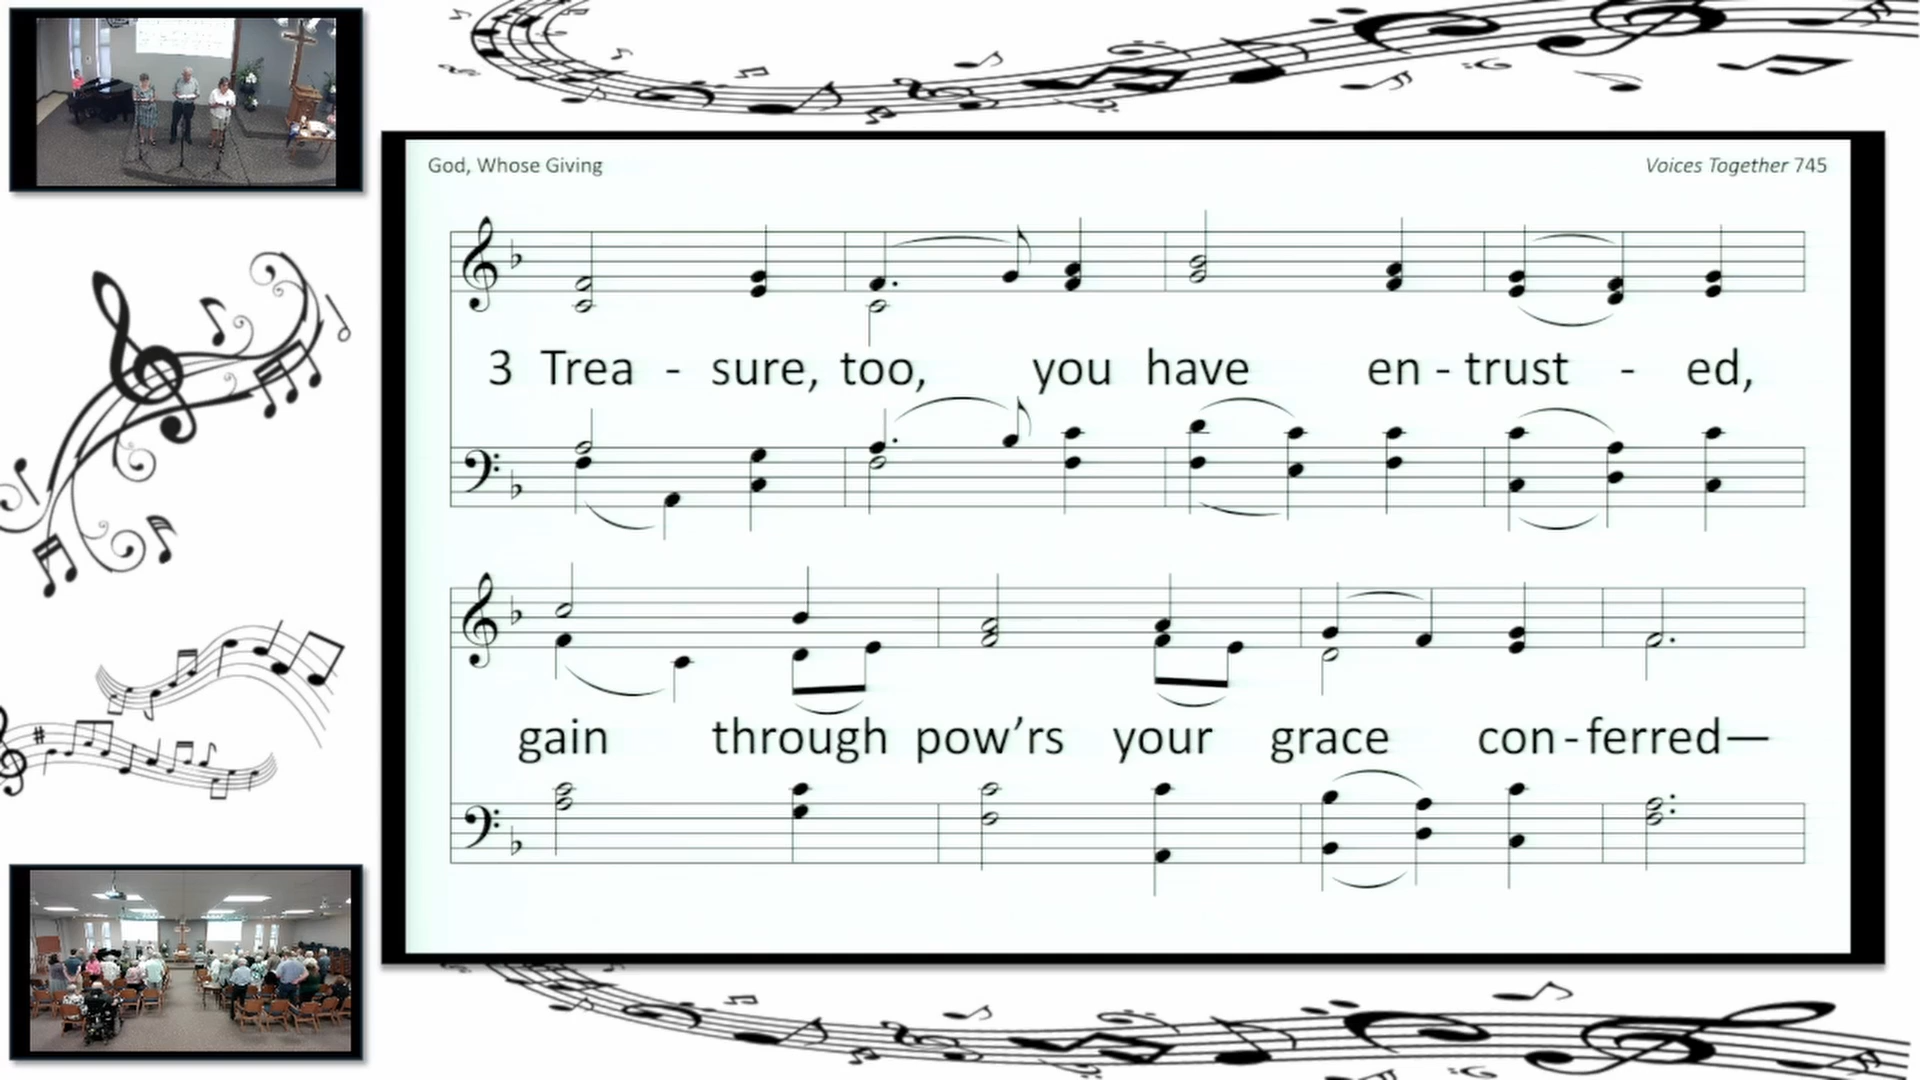 God, Whose Giving
Voices Together 745
3 Trea - sure, too, you have en - trust - ed,
gain through pow’rs your grace con - ferred—